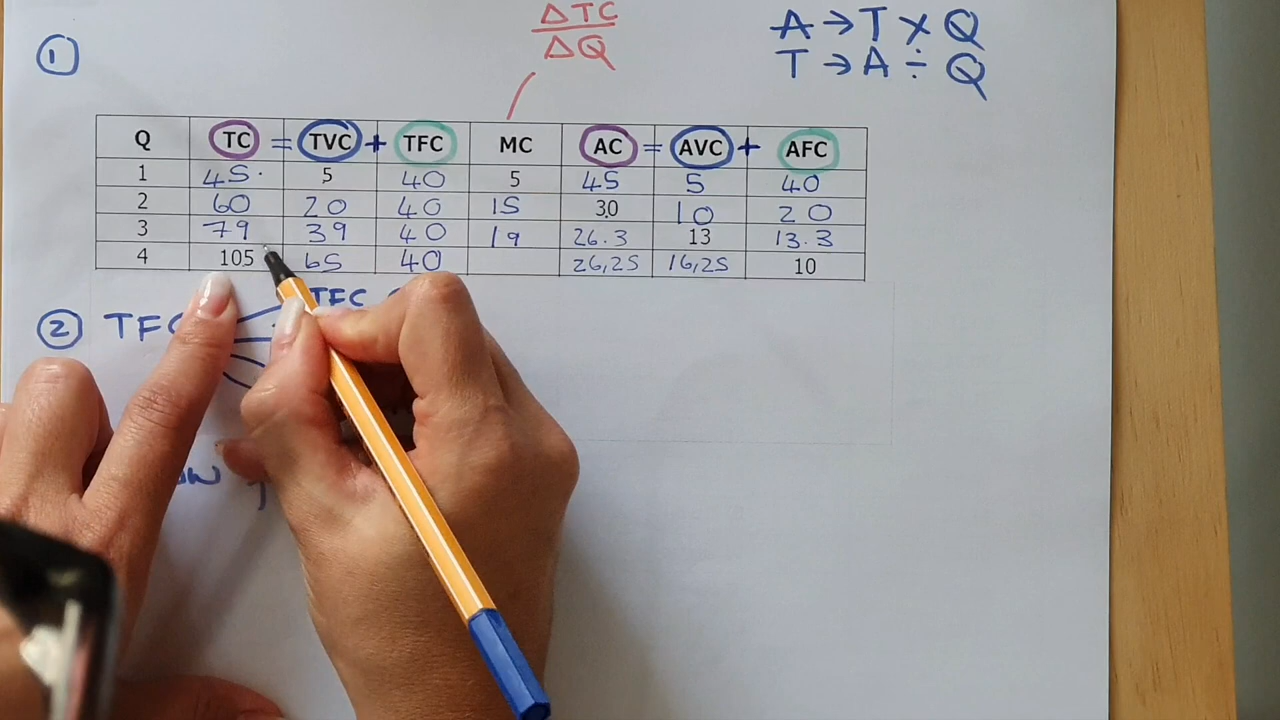 ΔTC
ΔQ
①
A → T × Q
T → A ÷ Q
Q TC = TVC + TFC MC AC = AVC + AFC
1 45. 5 40 5 45 5 40
2 60 20 40 15 30 10 20
3 79 39 40 19 26.3 13 13.3
4 105 65 40 26,25 16,25 10
TFC
② TFC